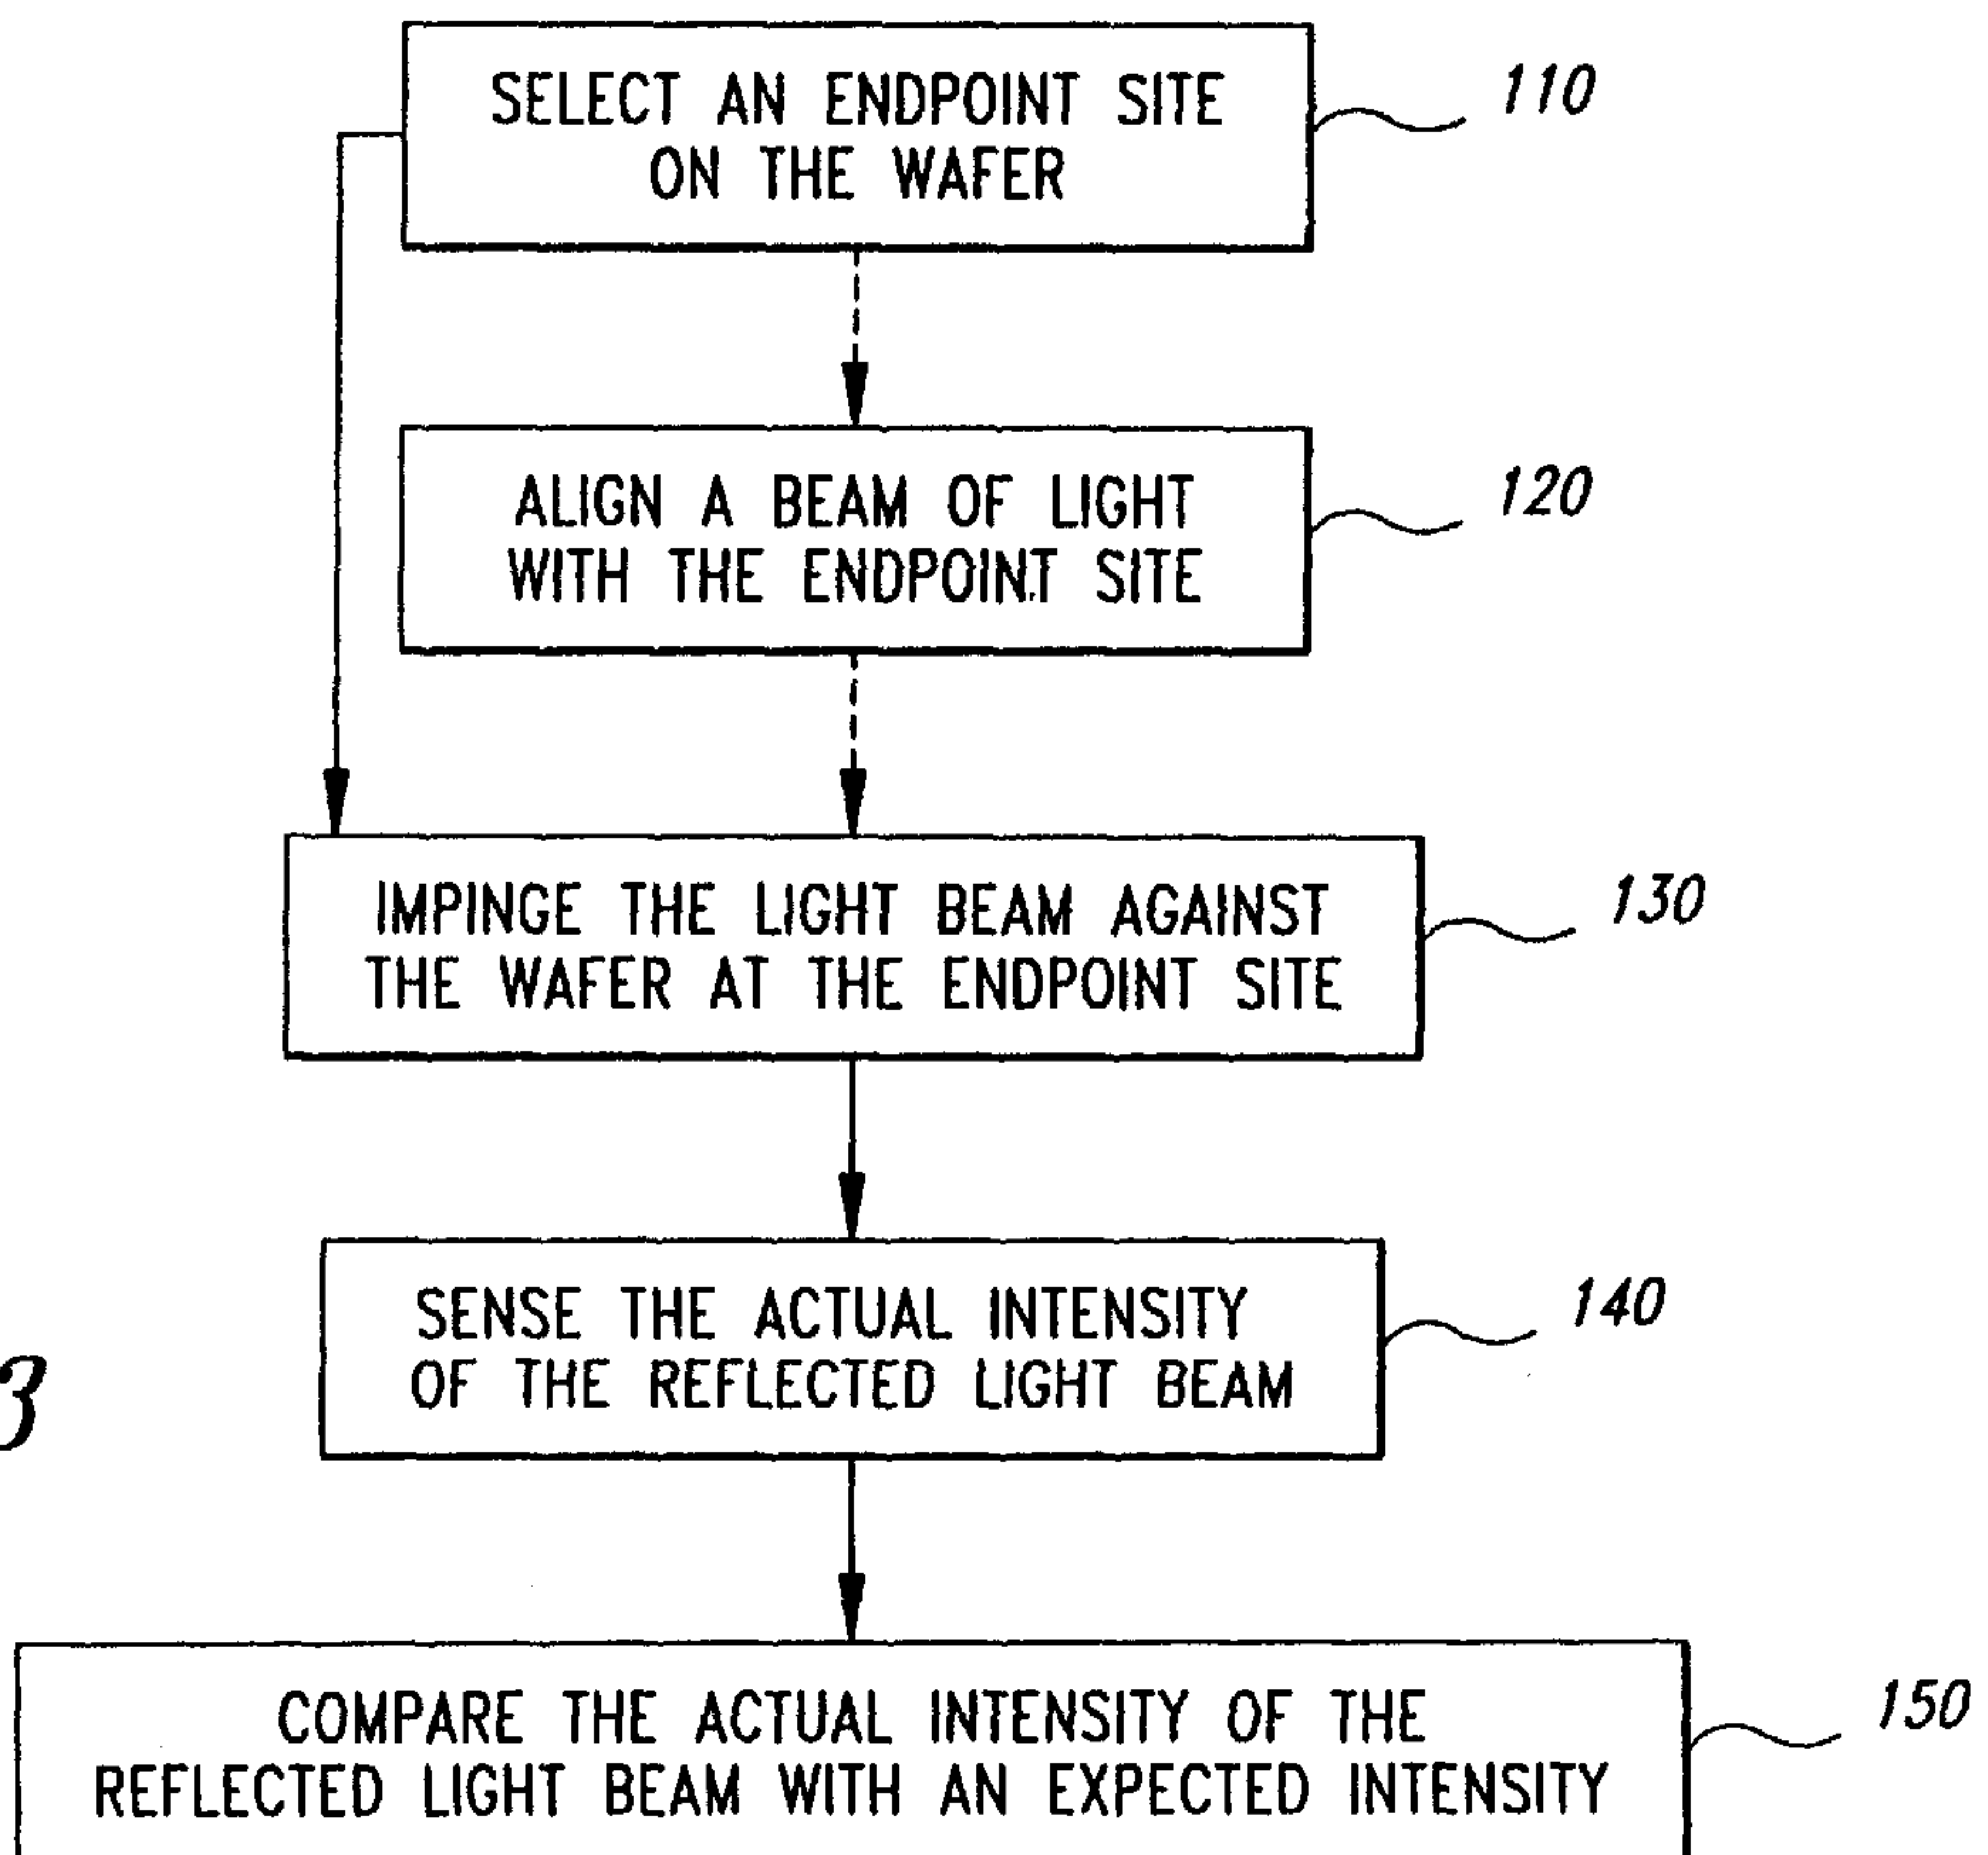 SELECT AN ENDPOINT SITE
ON THE WAFER
110
ALIGN A BEAM OF LIGHT
WITH THE ENDPOINT SITE
120
IMPINGE THE LIGHT BEAM AGAINST
THE WAFER AT THE ENDPOINT SITE
130
SENSE THE ACTUAL INTENSITY
OF THE REFLECTED LIGHT BEAM
140
3
COMPARE THE ACTUAL INTENSITY OF THE
REFLECTED LIGHT BEAM WITH AN EXPECTED INTENSITY
150